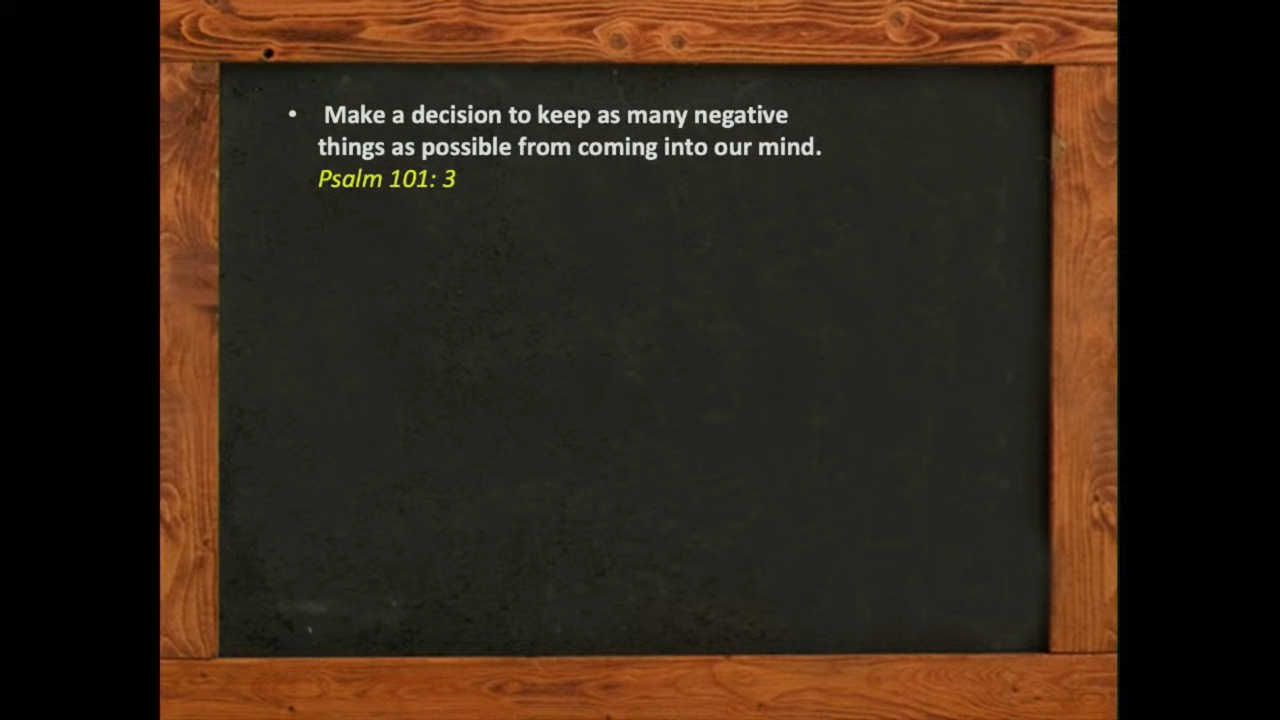 • Make a decision to keep as many negative
things as possible from coming into our mind.
Psalm 101: 3